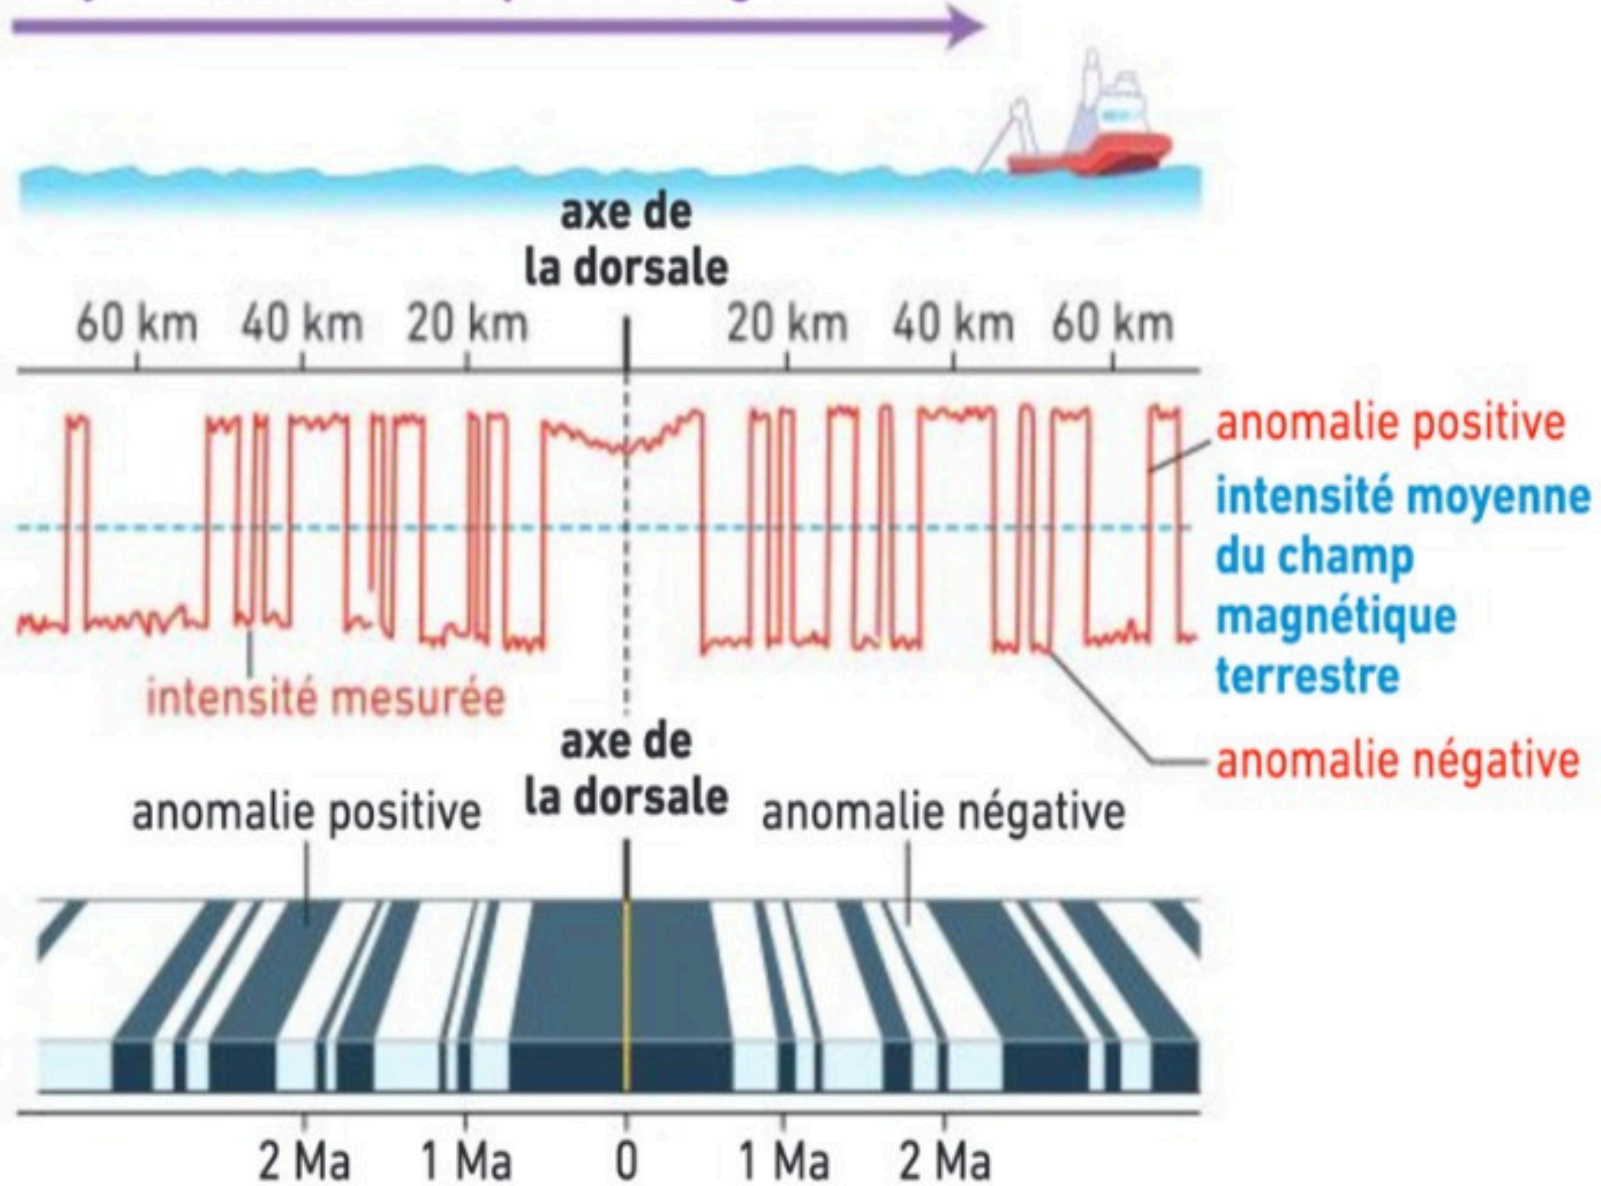 axe de
la dorsale
60 km 40 km 20 km 20 km 40 km 60 km
anomalie positive
intensité moyenne
du champ
magnétique
terrestre
intensité mesurée
anomalie négative
axe de
la dorsale
anomalie positive
anomalie négative
2 Ma 1 Ma 0 1 Ma 2 Ma